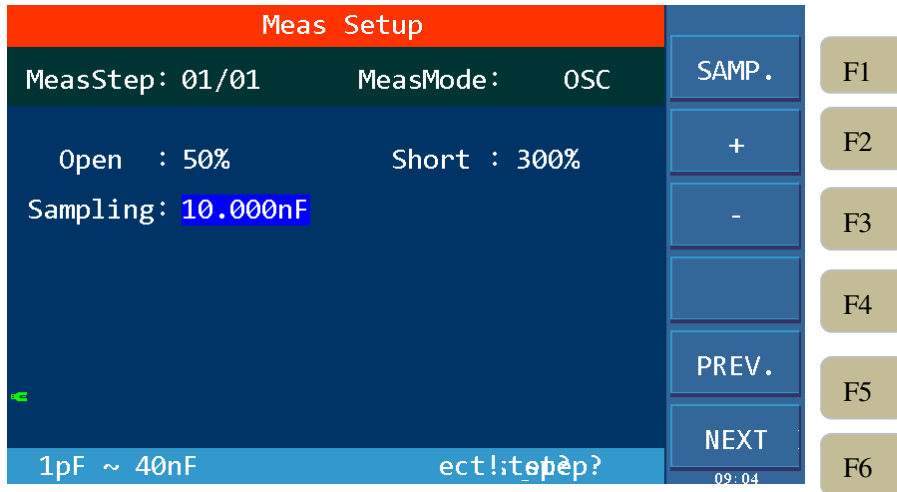 Meas Setup
MeasStep: 01/01 MeasMode: OSC
Open : 50% Short : 300%
Sampling: 10.000nF
1pF ~ 40nF
SAMP.
+
-
PREV.
NEXT
09:04
F1
F2
F3
F4
F5
F6